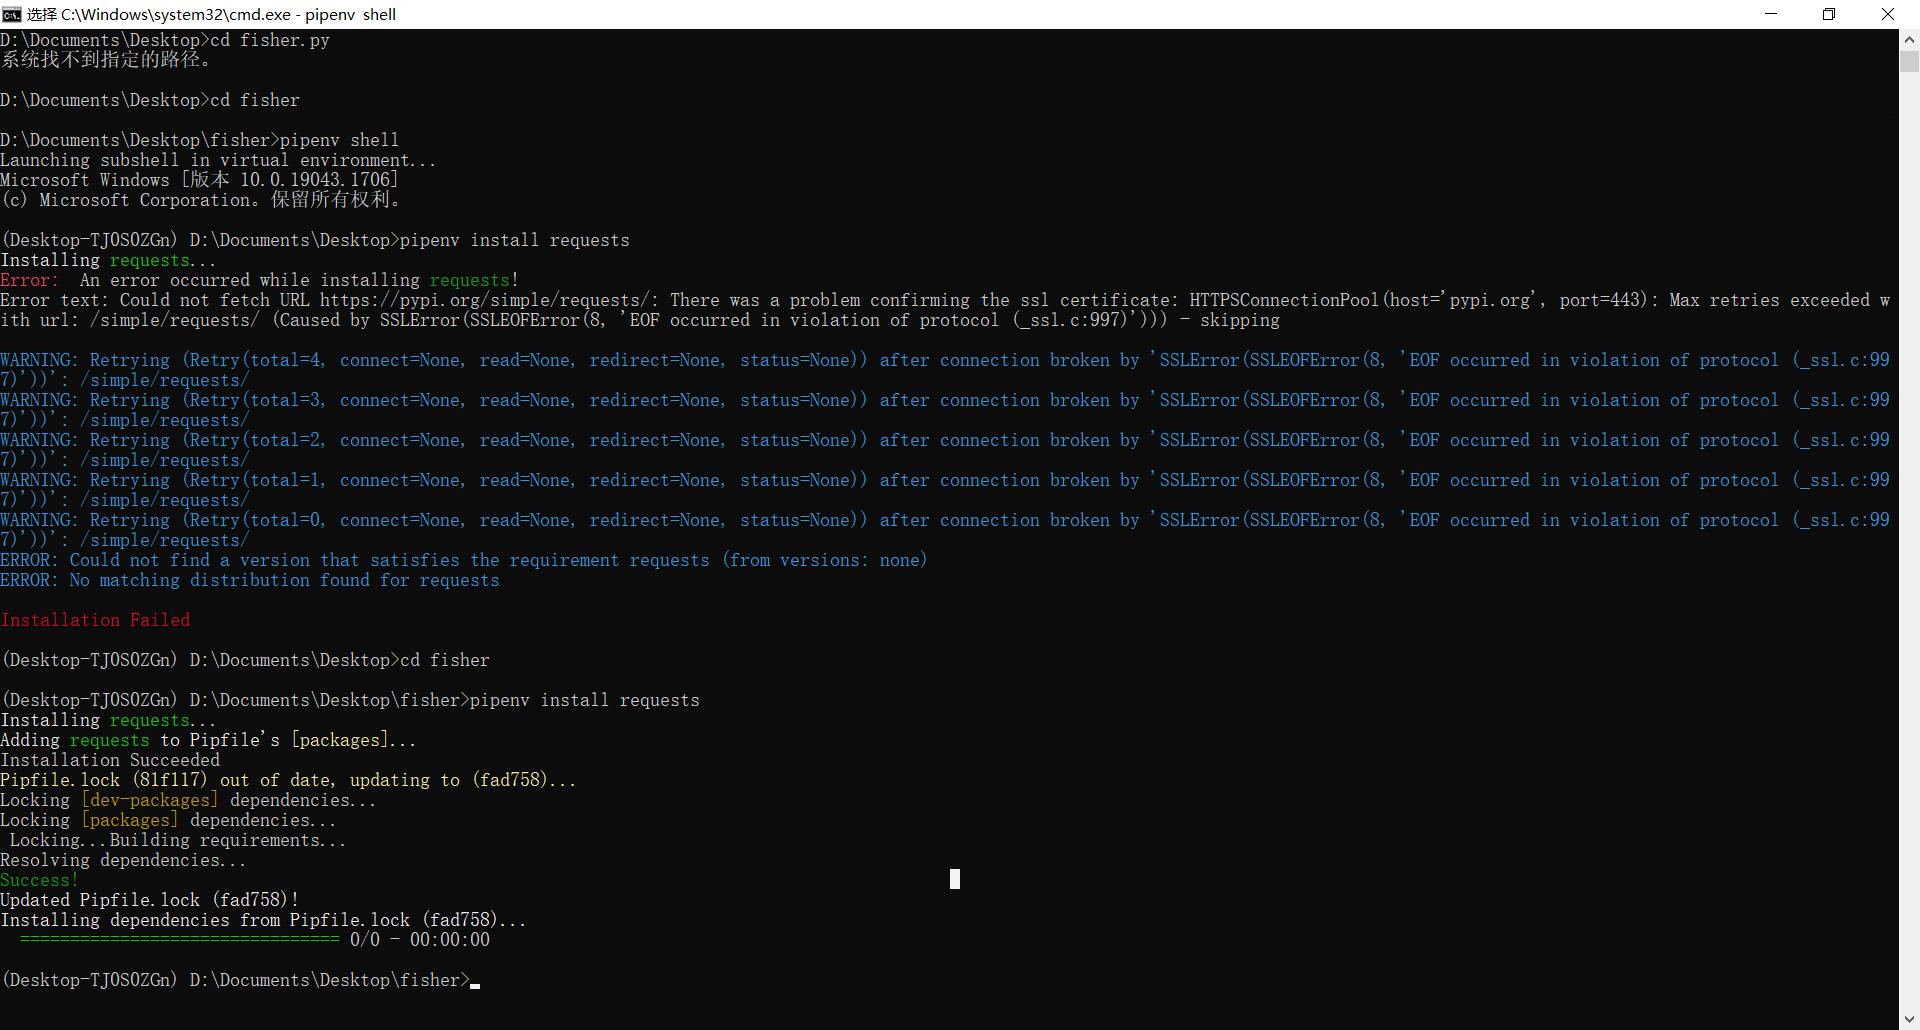 选择 C:\Windows\system32\cmd.exe - pipenv  shell
D:\Documents\Desktop>cd fisher.py
系统找不到指定的路径。
D:\Documents\Desktop>cd fisher
D:\Documents\Desktop\fisher>pipenv shell
Launching subshell in virtual environment...
Microsoft Windows [版本 10.0.19043.1706]
(c) Microsoft Corporation。保留所有权利。
(Desktop-TJ0S0ZGn) D:\Documents\Desktop>pipenv install requests
Installing requests...
Error:  An error occurred while installing requests!
Error text: Could not fetch URL https://pypi.org/simple/requests/: There was a problem confirming the ssl certificate: HTTPSConnectionPool(host='pypi.org', port=443): Max retries exceeded w
ith url: /simple/requests/ (Caused by SSLError(SSLEOFError(8, 'EOF occurred in violation of protocol (_ssl.c:997)'))) - skipping
WARNING: Retrying (Retry(total=4, connect=None, read=None, redirect=None, status=None)) after connection broken by 'SSLError(SSLEOFError(8, 'EOF occurred in violation of protocol (_ssl.c:99
7)'))': /simple/requests/
WARNING: Retrying (Retry(total=3, connect=None, read=None, redirect=None, status=None)) after connection broken by 'SSLError(SSLEOFError(8, 'EOF occurred in violation of protocol (_ssl.c:99
7)'))': /simple/requests/
WARNING: Retrying (Retry(total=2, connect=None, read=None, redirect=None, status=None)) after connection broken by 'SSLError(SSLEOFError(8, 'EOF occurred in violation of protocol (_ssl.c:99
7)'))': /simple/requests/
WARNING: Retrying (Retry(total=1, connect=None, read=None, redirect=None, status=None)) after connection broken by 'SSLError(SSLEOFError(8, 'EOF occurred in violation of protocol (_ssl.c:99
7)'))': /simple/requests/
WARNING: Retrying (Retry(total=0, connect=None, read=None, redirect=None, status=None)) after connection broken by 'SSLError(SSLEOFError(8, 'EOF occurred in violation of protocol (_ssl.c:99
7)'))': /simple/requests/
ERROR: Could not find a version that satisfies the requirement requests (from versions: none)
ERROR: No matching distribution found for requests
Installation Failed
(Desktop-TJ0S0ZGn) D:\Documents\Desktop>cd fisher
(Desktop-TJ0S0ZGn) D:\Documents\Desktop\fisher>pipenv install requests
Installing requests...
Adding requests to Pipfile's [packages]...
Installation Succeeded
Pipfile.lock (81f117) out of date, updating to (fad758)...
Locking [dev-packages] dependencies...
Locking [packages] dependencies...
 Locking...Building requirements...
Resolving dependencies...
Success!
Updated Pipfile.lock (fad758)!
Installing dependencies from Pipfile.lock (fad758)...
  ================================ 0/0 - 00:00:00
(Desktop-TJ0S0ZGn) D:\Documents\Desktop\fisher>